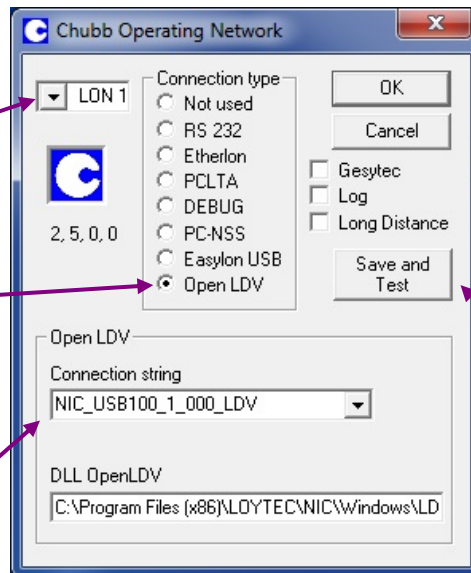 Chubb Operating Network
LON 1
2, 5, 0, 0
Connection type
Not used
RS 232
Etherlon
PCLTA
DEBUG
PC-NSS
Easylon USB
Open LDV
OK
Cancel
Gesytec
Log
Long Distance
Save and
Test
Open LDV
Connection string
NIC_USB100_1_000_LDV
DLL OpenLDV
C:\Program Files (x86)\LOYTEC\NIC\Windows\LD